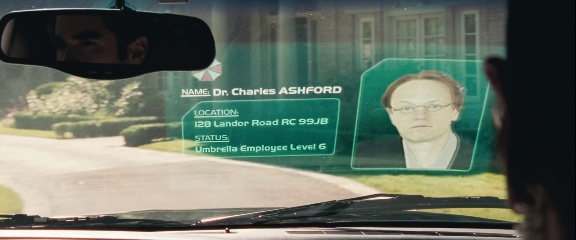 NAME: Dr. Charles ASHFORD
LOCATION:
128 Landor Road RC 99JB
STATUS:
Umbrella Employee Level 6